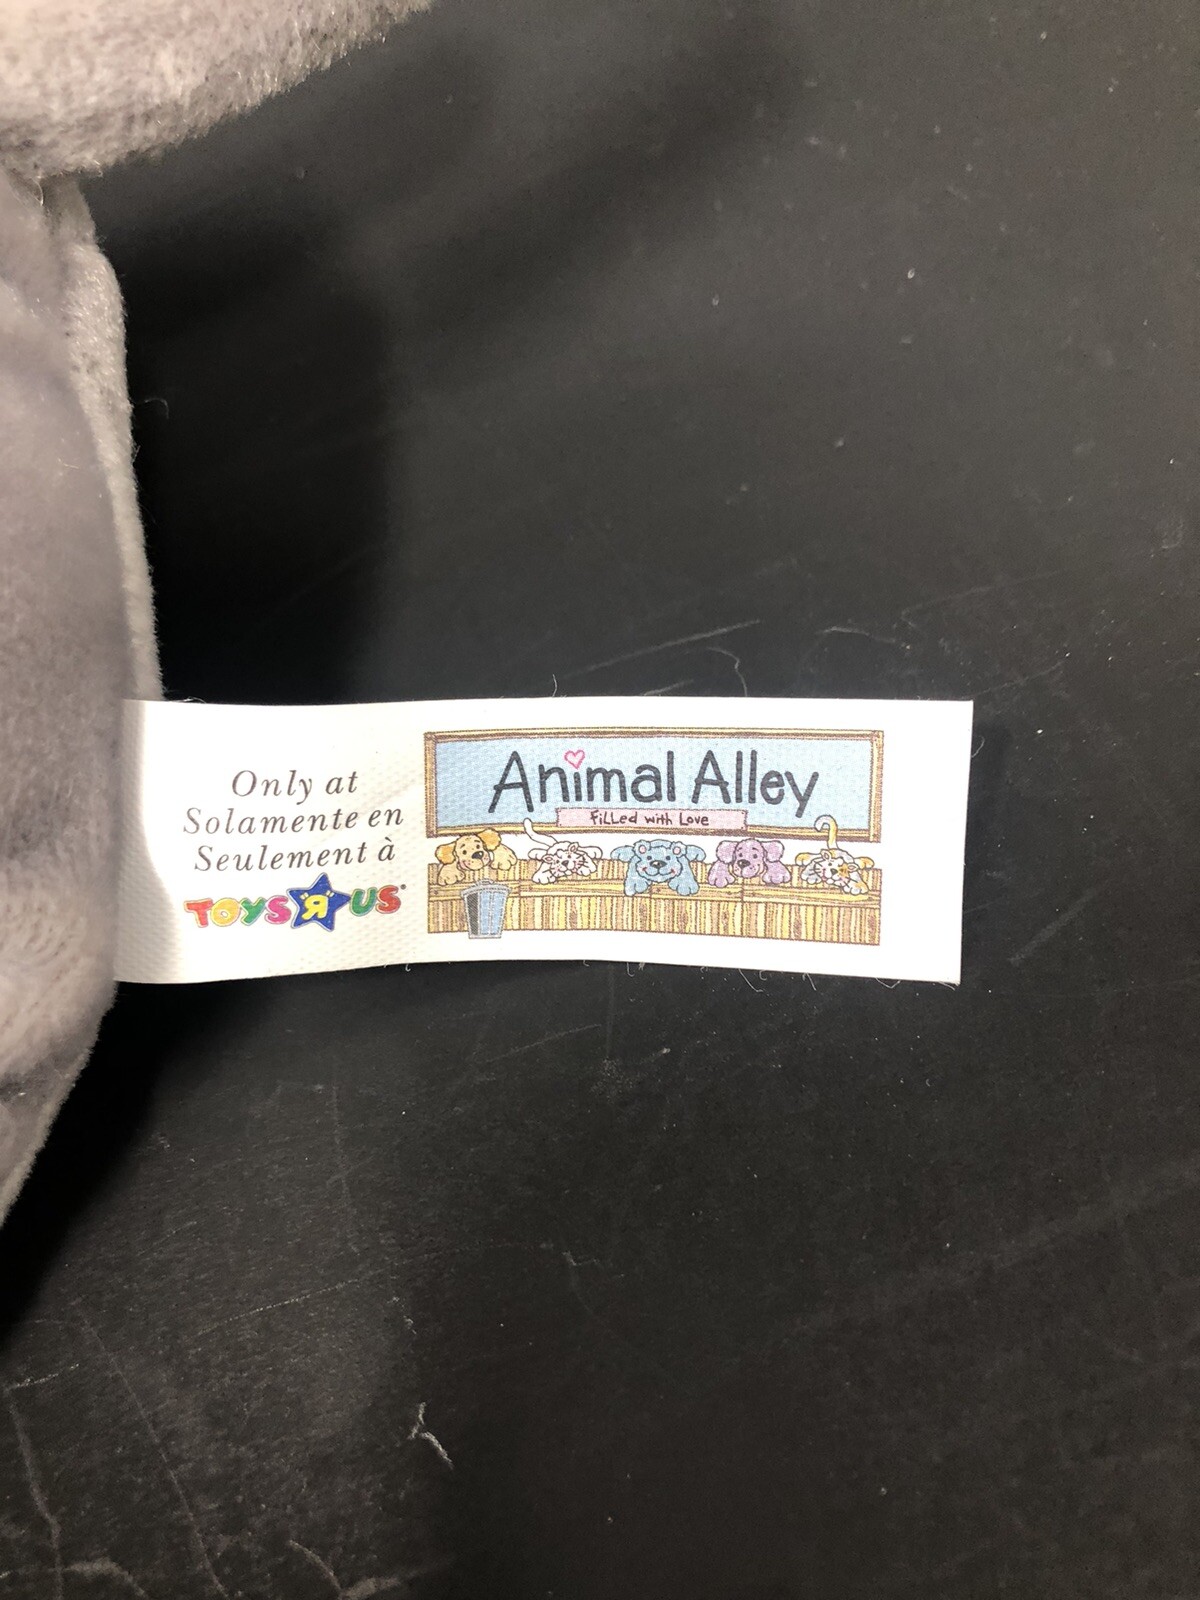 Only at
Solamente en
Seulement à
TOYS "R" US
Animal Alley
Filled with Love